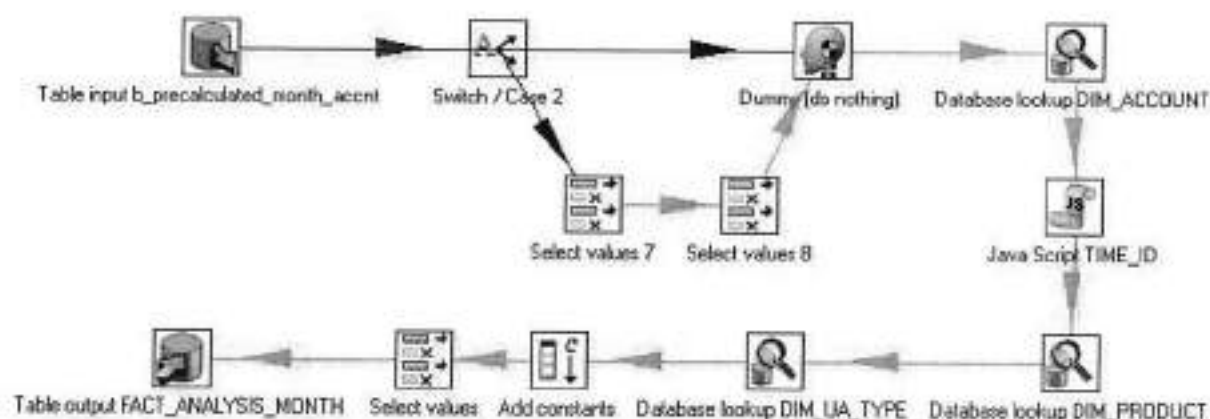 Table input b_precalculated_month_accnt
Switch / Case 2
Dummy (do nothing)
Database lookup DIM_ACCOUNT
Select values 7
Select values 8
JS
Java Script TIME_ID
Table output FACT_ANALYSIS_MONTH
Select values
Add constants
Database lookup DIM_UA_TYPE
Database lookup DIM_PRODUCT